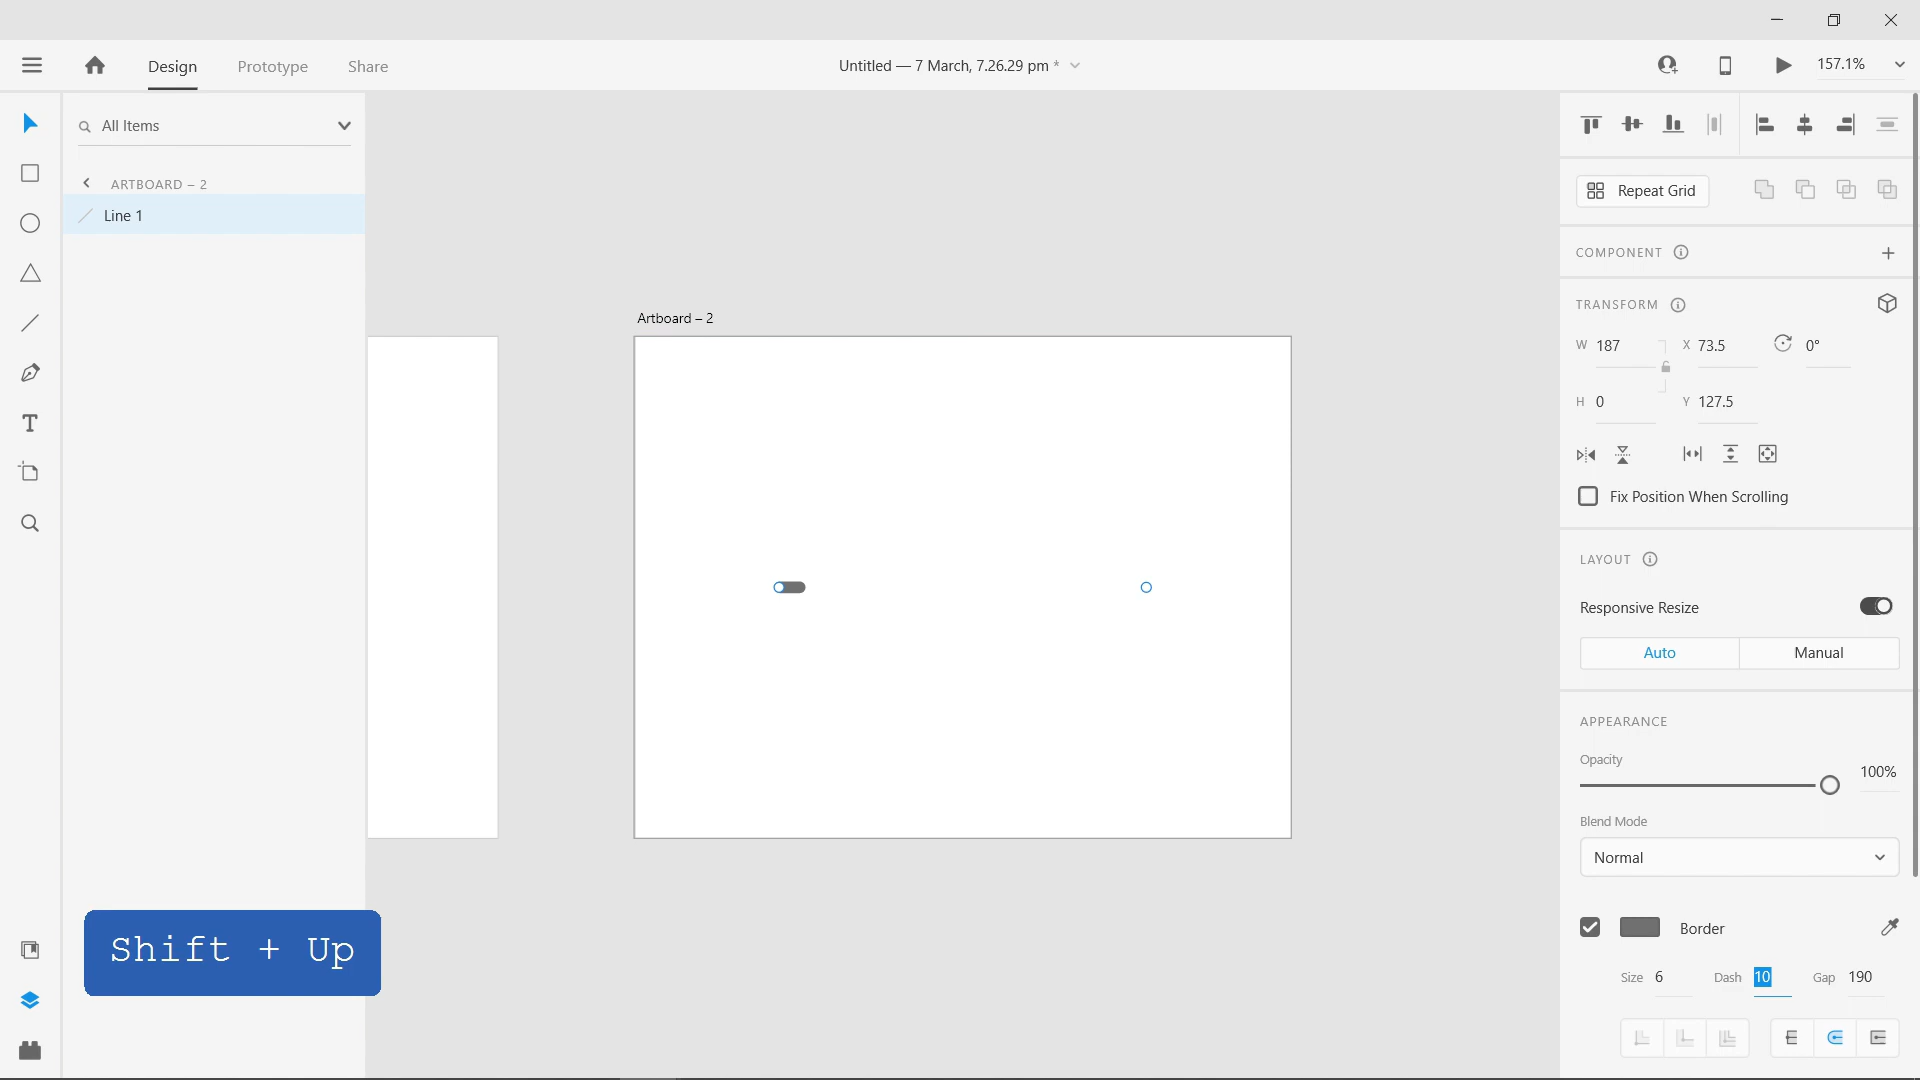 Design
Prototype
Share
Untitled — 7 March, 7.26.29 pm *
157.1%
All Items
ARTBOARD – 2
Line 1
Artboard – 2
Repeat Grid
COMPONENT
TRANSFORM
W 187 X 73.5 0°
H 0 Y 127.5
Fix Position When Scrolling
LAYOUT
Responsive Resize
Auto Manual
APPEARANCE
Opacity
100%
Blend Mode
Normal
Border
Size 6 Dash 10 Gap 190
Shift + Up